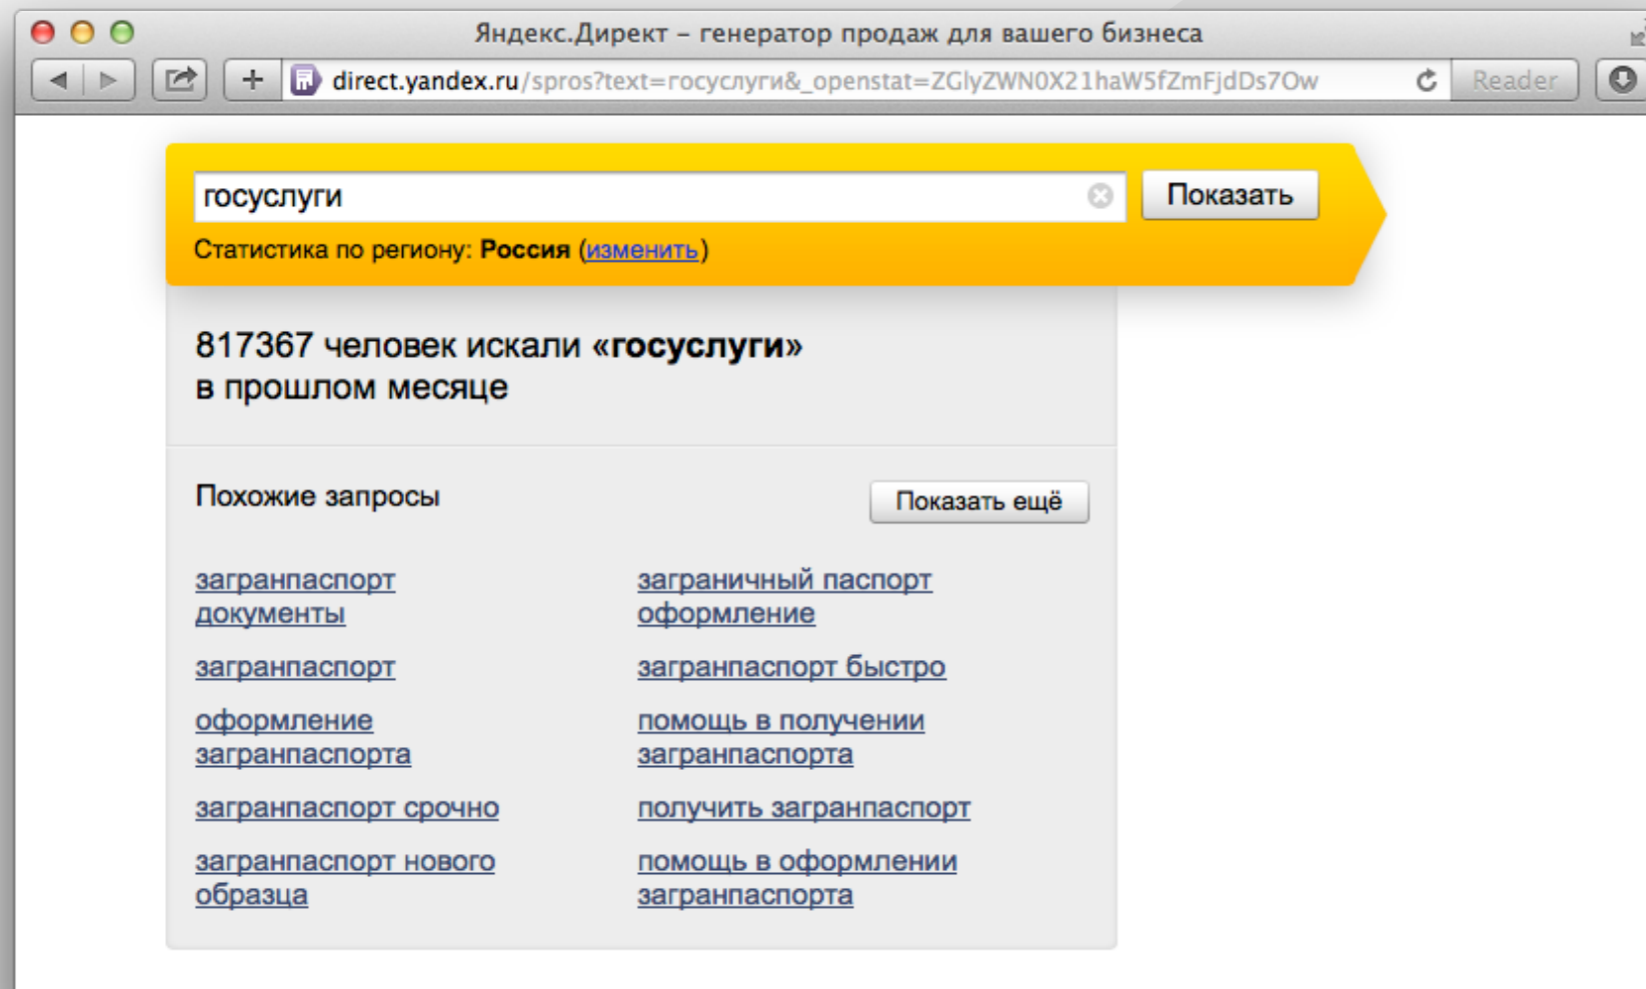 Яндекс.Директ – генератор продаж для вашего бизнеса
direct.yandex.ru/spros?text=госуслуги&_openstat=ZGlyZWN0X21haW5fZmFjdDs7Ow
Reader
госуслуги
Показать
Статистика по региону: Россия (изменить)
817367 человек искали «госуслуги»
в прошлом месяце
Похожие запросы
Показать ещё
загранпаспорт
документы
загранпаспорт
оформление
загранпаспорта
загранпаспорт срочно
загранпаспорт нового
образца
заграничный паспорт
оформление
загранпаспорт быстро
помощь в получении
загранпаспорта
получить загранпаспорт
помощь в оформлении
загранпаспорта